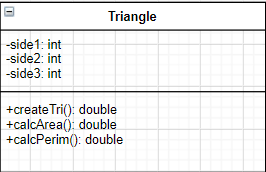 Triangle
-side1: int
-side2: int
-side3: int
+createTri(): double
+calcArea(): double
+calcPerim(): double